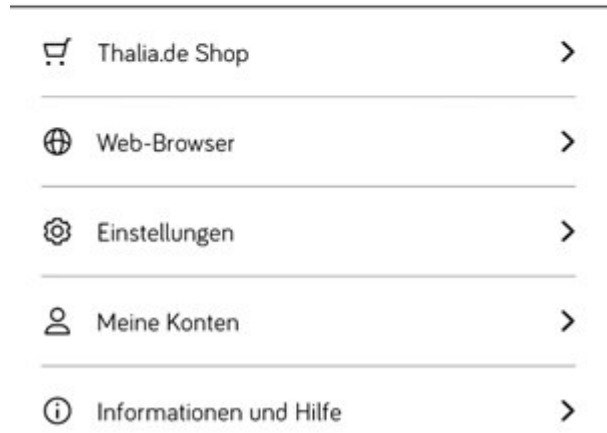 Thalia.de Shop
Web-Browser
Einstellungen
Meine Konten
Informationen und Hilfe